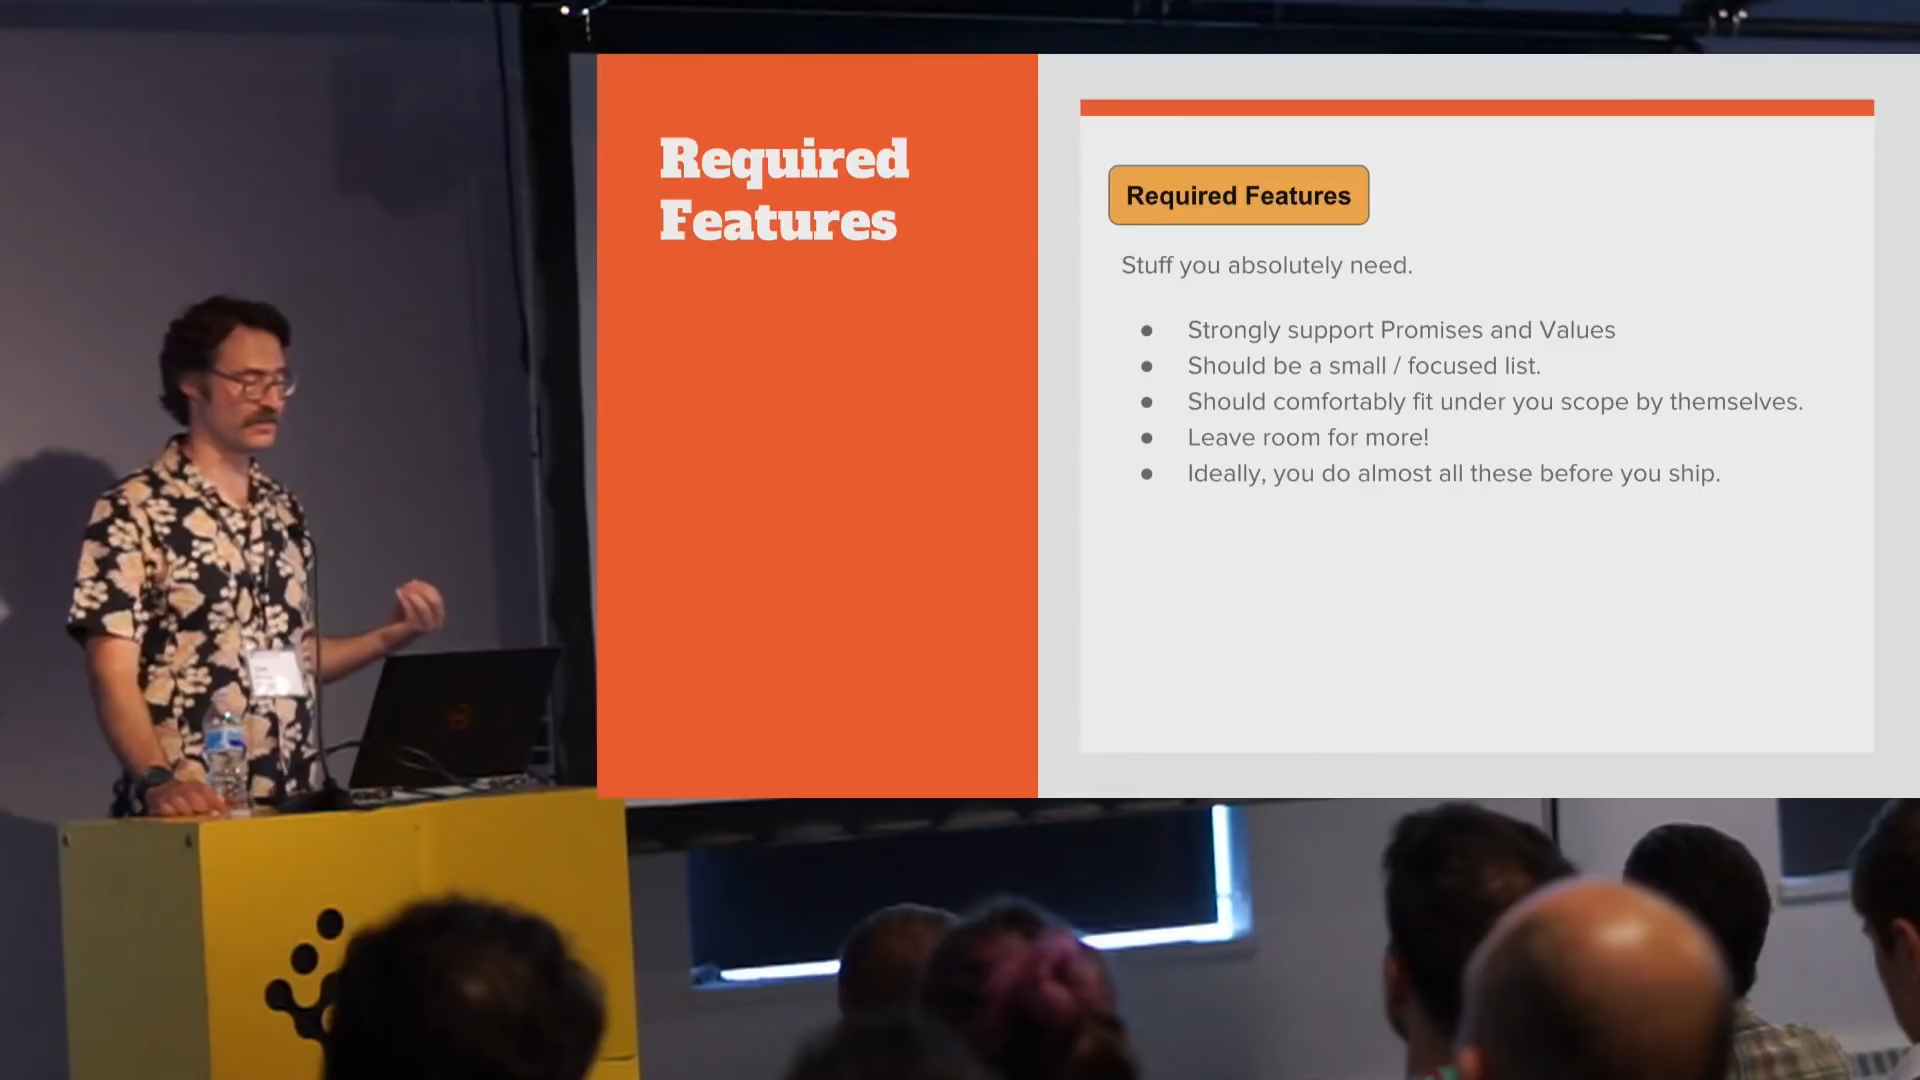 Required
Features
Required Features
Stuff you absolutely need.
● Strongly support Promises and Values
● Should be a small / focused list.
● Should comfortably fit under you scope by themselves.
● Leave room for more!
● Ideally, you do almost all these before you ship.